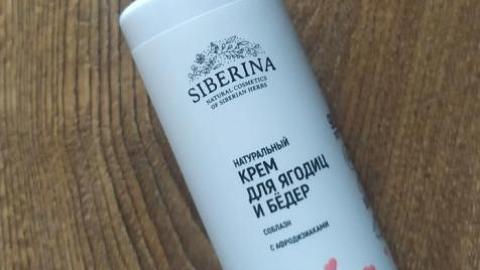 SIBERINA
NATURAL COSMETICS
OF SIBERIAN HERBS
НАТУРАЛЬНЫЙ
КРЕМ
ДЛЯ ЯГОДИЦ
И БЁДЕР
СОБЛАЗН
С АФРОДИЗИАКАМИ